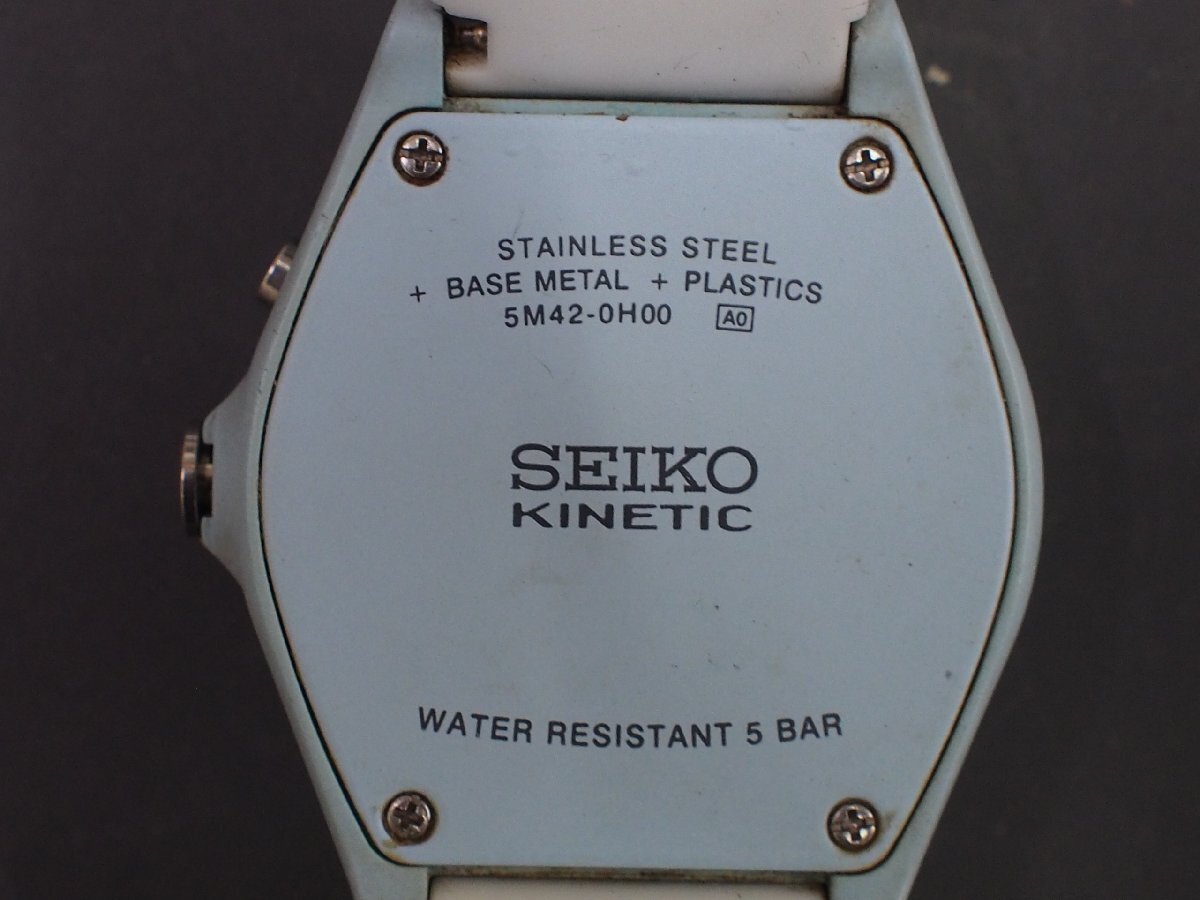 STAINLESS STEEL
+ BASE METAL + PLASTICS
5M42-0H00 A0
SEIKO
KINETIC
WATER RESISTANT 5 BAR